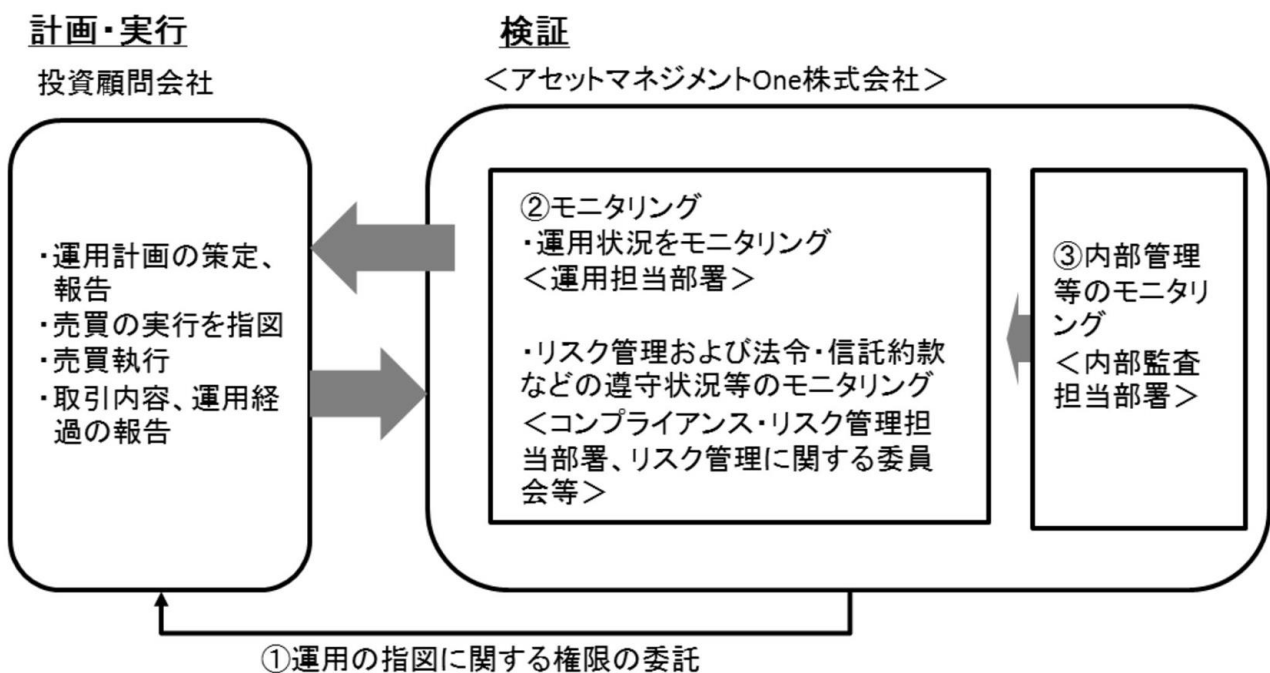 計画・実行
投資顧問会社
・運用計画の策定、
報告
・売買の実行を指図
・売買執行
・取引内容、運用経
過の報告
検証
＜アセットマネジメントOne株式会社＞
②モニタリング
・運用状況をモニタリング
＜運用担当部署＞
・リスク管理および法令・信託約款
などの遵守状況等のモニタリング
＜コンプライアンス・リスク管理担
当部署、リスク管理に関する委員
会等＞
③内部管理
等のモニタリ
ング
＜内部監査
担当部署＞
①運用の指図に関する権限の委託